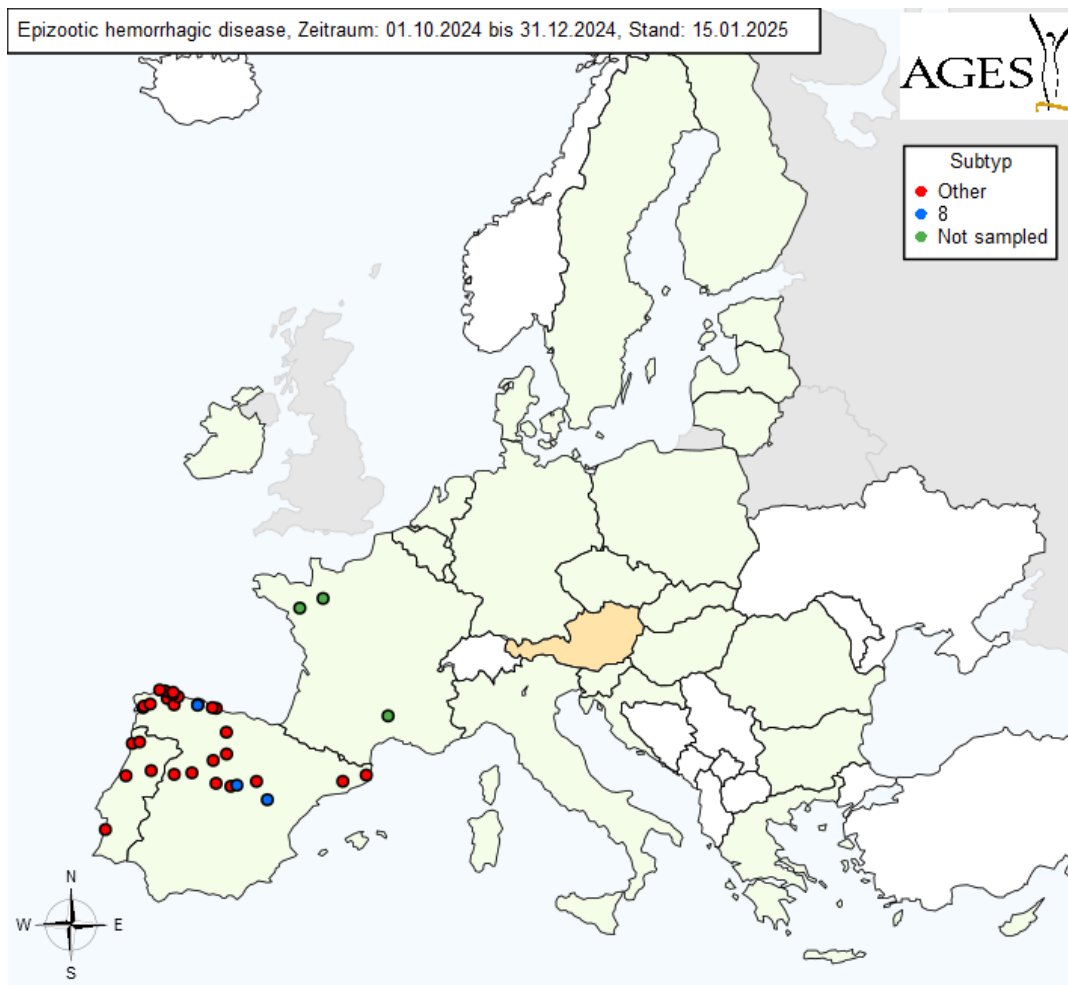 Epizootic hemorrhagic disease, Zeitraum: 01.10.2024 bis 31.12.2024, Stand: 15.01.2025
AGES
Subtyp
Other
8
Not sampled
N
W
E
S